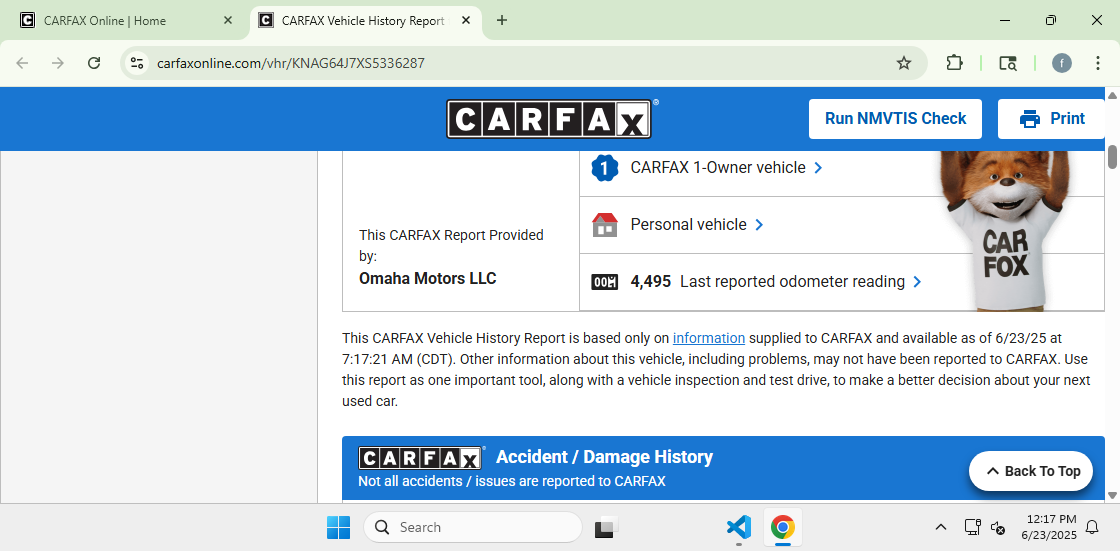 CARFAX Online | Home
CARFAX Vehicle History Report
carfaxonline.com/vhr/KNAG64J7XS5336287
f
CARFAX®
Run NMVTIS Check
Print
1
CARFAX 1-Owner vehicle
Personal vehicle
4,495 Last reported odometer reading
CAR
FOX
This CARFAX Report Provided
by:
Omaha Motors LLC
This CARFAX Vehicle History Report is based only on information supplied to CARFAX and available as of 6/23/25 at
7:17:21 AM (CDT). Other information about this vehicle, including problems, may not have been reported to CARFAX. Use
this report as one important tool, along with a vehicle inspection and test drive, to make a better decision about your next
used car.
CARFAX Accident / Damage History
Not all accidents / issues are reported to CARFAX
Back To Top
Search
12:17 PM
6/23/2025